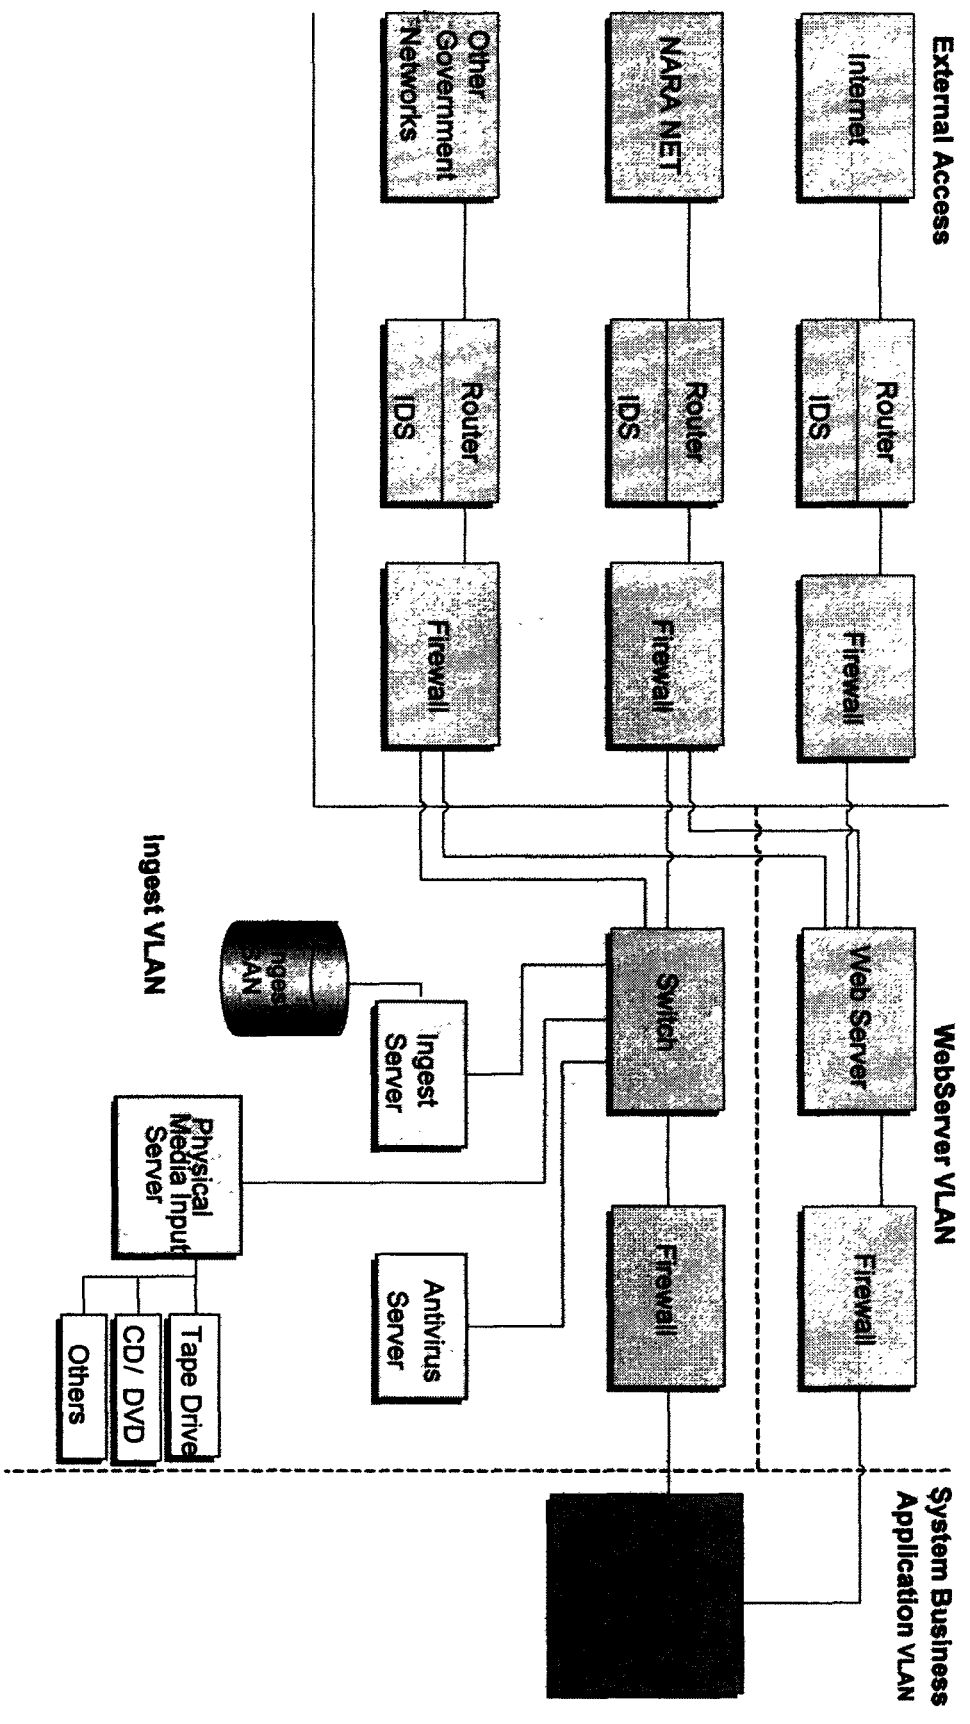 External Access
WebServer VLAN
System Business
Application VLAN
Internet
Router
IDS
Firewall
Web Server
Firewall
NARA NET
Router
IDS
Firewall
Switch
Firewall
Other
Government
Networks
Router
IDS
Firewall
Ingest
Server
Antivirus
Server
Physical
Media Input
Server
Tape Drive
CD/ DVD
Others
Ingest VLAN